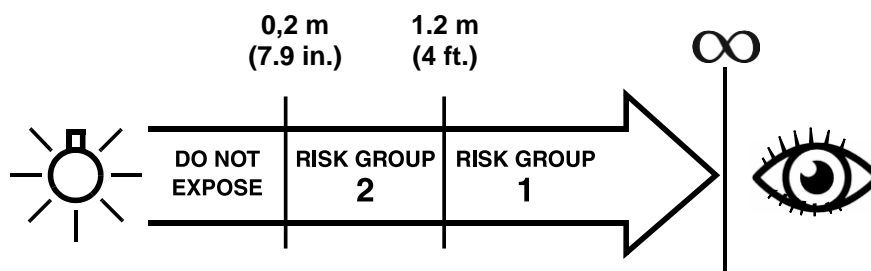 0,2 m
(7.9 in.)
1.2 m
(4 ft.)
∞
DO NOT
EXPOSE
RISK GROUP
2
RISK GROUP
1